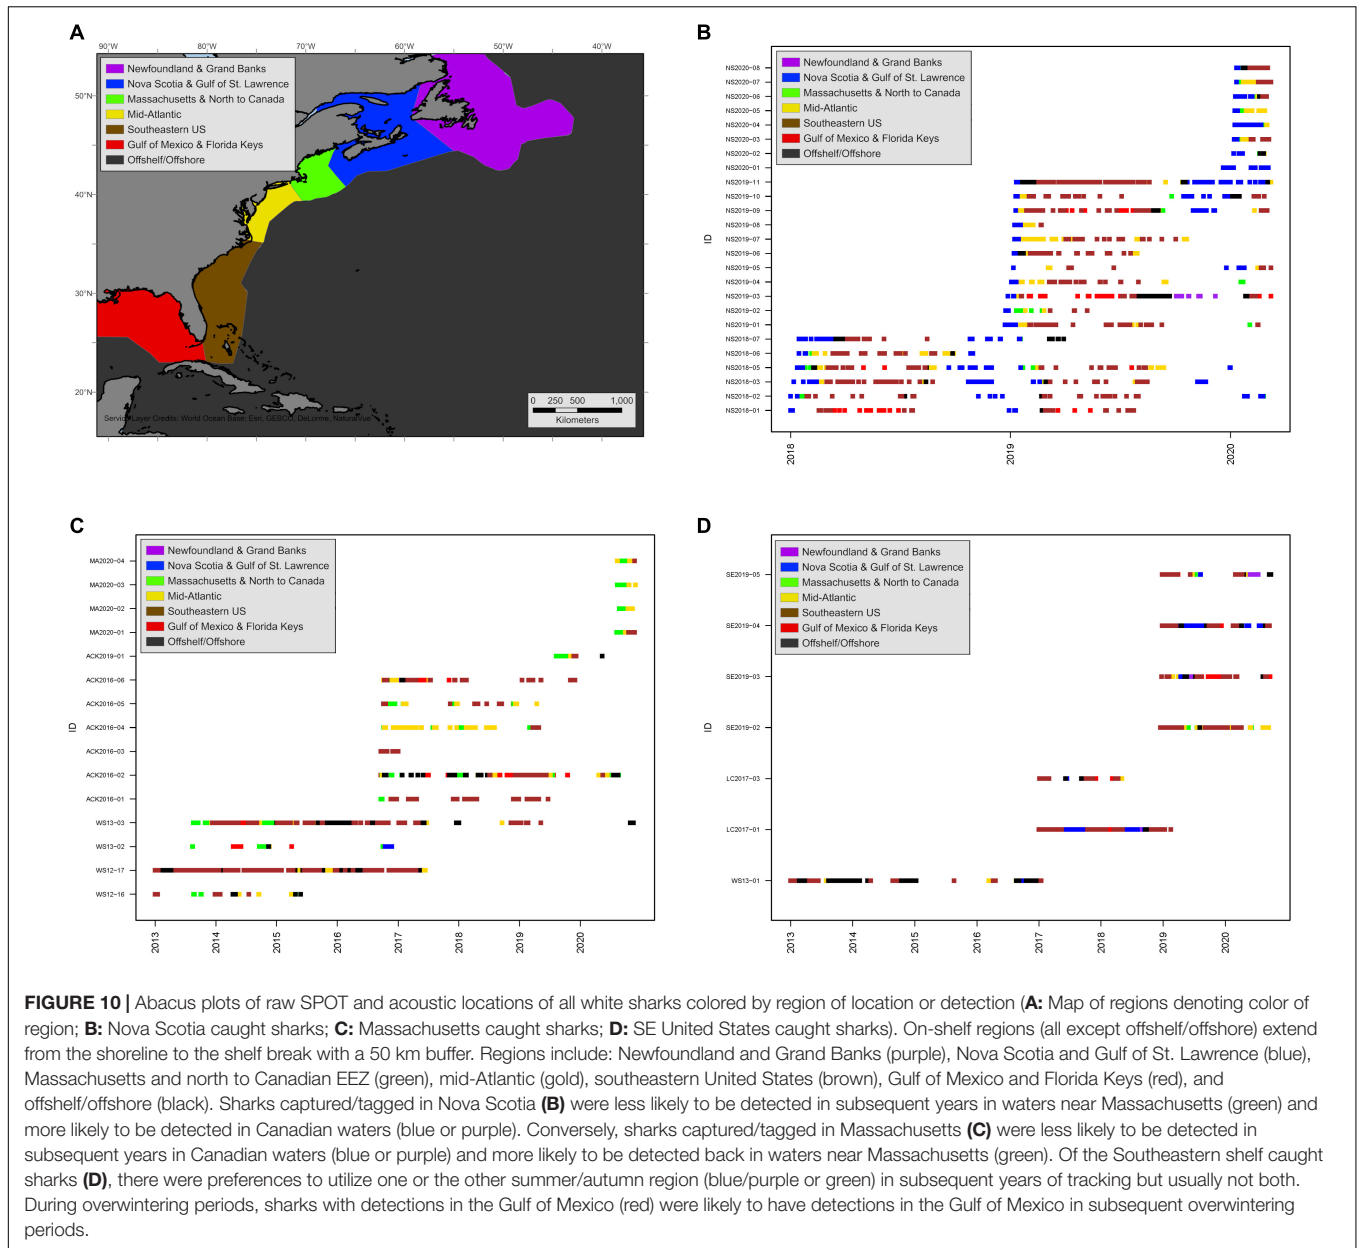 A
90°W 80°W 70°W 60°W 50°W 40°W
Newfoundland & Grand Banks
Nova Scotia & Gulf of St. Lawrence
Massachusetts & North to Canada
Mid-Atlantic
Southeastern US
Gulf of Mexico & Florida Keys
Offshelf/Offshore
50°N
40°N
30°N
20°N
0 250 500 1,000
Kilometers
Service Layer Credits: World Ocean Base: Esri, GEBCO, DeLorme, NaturalVue
B
Newfoundland & Grand Banks
Nova Scotia & Gulf of St. Lawrence
Massachusetts & North to Canada
Mid-Atlantic
Southeastern US
Gulf of Mexico & Florida Keys
Offshelf/Offshore
ID
NS2020-08
NS2020-07
NS2020-06
NS2020-05
NS2020-04
NS2020-03
NS2020-02
NS2020-01
NS2019-11
NS2019-10
NS2019-09
NS2019-08
NS2019-07
NS2019-06
NS2019-05
NS2019-04
NS2019-03
NS2019-02
NS2019-01
NS2018-07
NS2018-06
NS2018-05
NS2018-03
NS2018-02
NS2018-01
2018 2019 2020
C
Newfoundland & Grand Banks
Nova Scotia & Gulf of St. Lawrence
Massachusetts & North to Canada
Mid-Atlantic
Southeastern US
Gulf of Mexico & Florida Keys
Offshelf/Offshore
ID
MA2020-04
MA2020-03
MA2020-02
MA2020-01
ACK2019-01
ACK2016-06
ACK2016-05
ACK2016-04
ACK2016-03
ACK2016-02
ACK2016-01
WS13-03
WS13-02
WS12-17
WS12-16
2013 2014 2015 2016 2017 2018 2019 2020
D
Newfoundland & Grand Banks
Nova Scotia & Gulf of St. Lawrence
Massachusetts & North to Canada
Mid-Atlantic
Southeastern US
Gulf of Mexico & Florida Keys
Offshelf/Offshore
ID
SE2019-05
SE2019-04
SE2019-03
SE2019-02
LC2017-03
LC2017-01
WS13-01
2013 2014 2015 2016 2017 2018 2019 2020
FIGURE 10 | Abacus plots of raw SPOT and acoustic locations of all white sharks colored by region of location or detection (A: Map of regions denoting color of
region; B: Nova Scotia caught sharks; C: Massachusetts caught sharks; D: SE United States caught sharks). On-shelf regions (all except offshelf/offshore) extend
from the shoreline to the shelf break with a 50 km buffer. Regions include: Newfoundland and Grand Banks (purple), Nova Scotia and Gulf of St. Lawrence (blue),
Massachusetts and north to Canadian EEZ (green), mid-Atlantic (gold), southeastern United States (brown), Gulf of Mexico and Florida Keys (red), and
offshelf/offshore (black). Sharks captured/tagged in Nova Scotia (B) were less likely to be detected in subsequent years in waters near Massachusetts (green) and
more likely to be detected in Canadian waters (blue or purple). Conversely, sharks captured/tagged in Massachusetts (C) were less likely to be detected in
subsequent years in Canadian waters (blue or purple) and more likely to be detected back in waters near Massachusetts (green). Of the Southeastern shelf caught
sharks (D), there were preferences to utilize one or the other summer/autumn region (blue/purple or green) in subsequent years of tracking but usually not both.
During overwintering periods, sharks with detections in the Gulf of Mexico (red) were likely to have detections in the Gulf of Mexico in subsequent overwintering
periods.